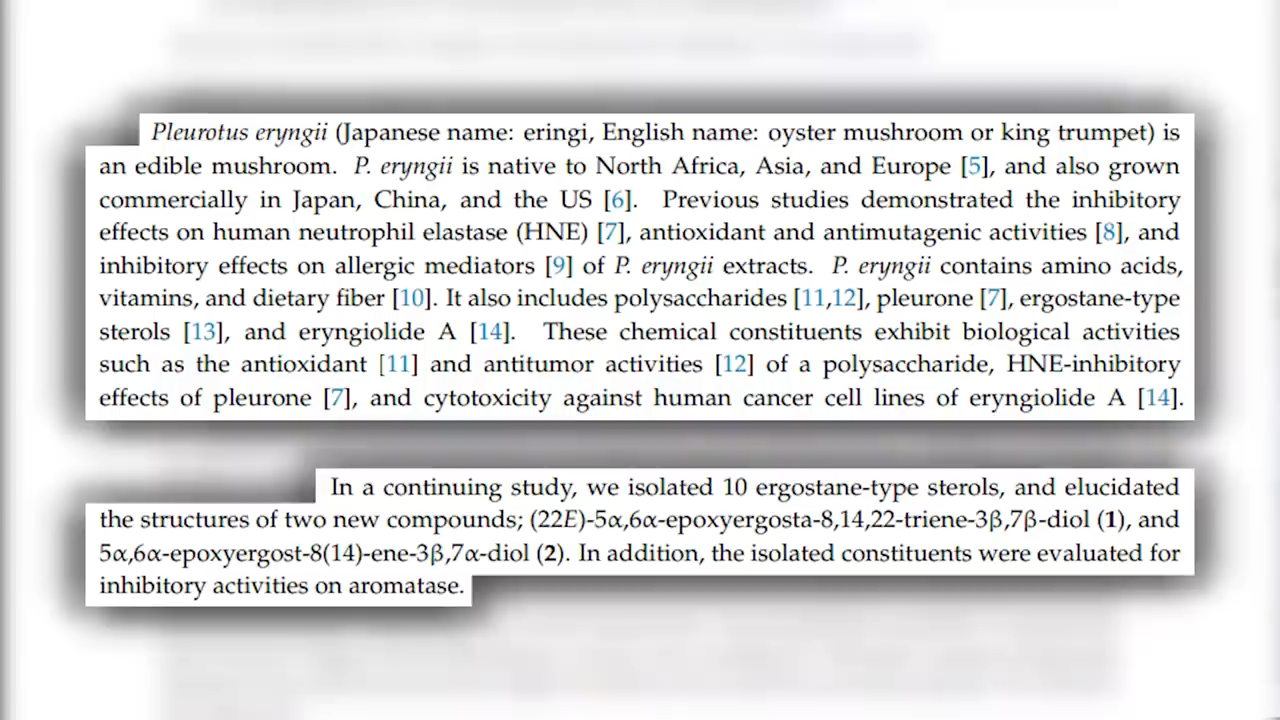 Pleurotus eryngii (Japanese name: eringi, English name: oyster mushroom or king trumpet) is
an edible mushroom. P. eryngii is native to North Africa, Asia, and Europe [5], and also grown
commercially in Japan, China, and the US [6]. Previous studies demonstrated the inhibitory
effects on human neutrophil elastase (HNE) [7], antioxidant and antimutagenic activities [8], and
inhibitory effects on allergic mediators [9] of P. eryngii extracts. P. eryngii contains amino acids,
vitamins, and dietary fiber [10]. It also includes polysaccharides [11,12], pleurone [7], ergostane-type
sterols [13], and eryngiolide A [14]. These chemical constituents exhibit biological activities
such as the antioxidant [11] and antitumor activities [12] of a polysaccharide, HNE-inhibitory
effects of pleurone [7], and cytotoxicity against human cancer cell lines of eryngiolide A [14].
In a continuing study, we isolated 10 ergostane-type sterols, and elucidated
the structures of two new compounds; (22E)-5α,6α-epoxyergosta-8,14,22-triene-3β,7β-diol (1), and
5α,6α-epoxyergost-8(14)-ene-3β,7α-diol (2). In addition, the isolated constituents were evaluated for
inhibitory activities on aromatase.